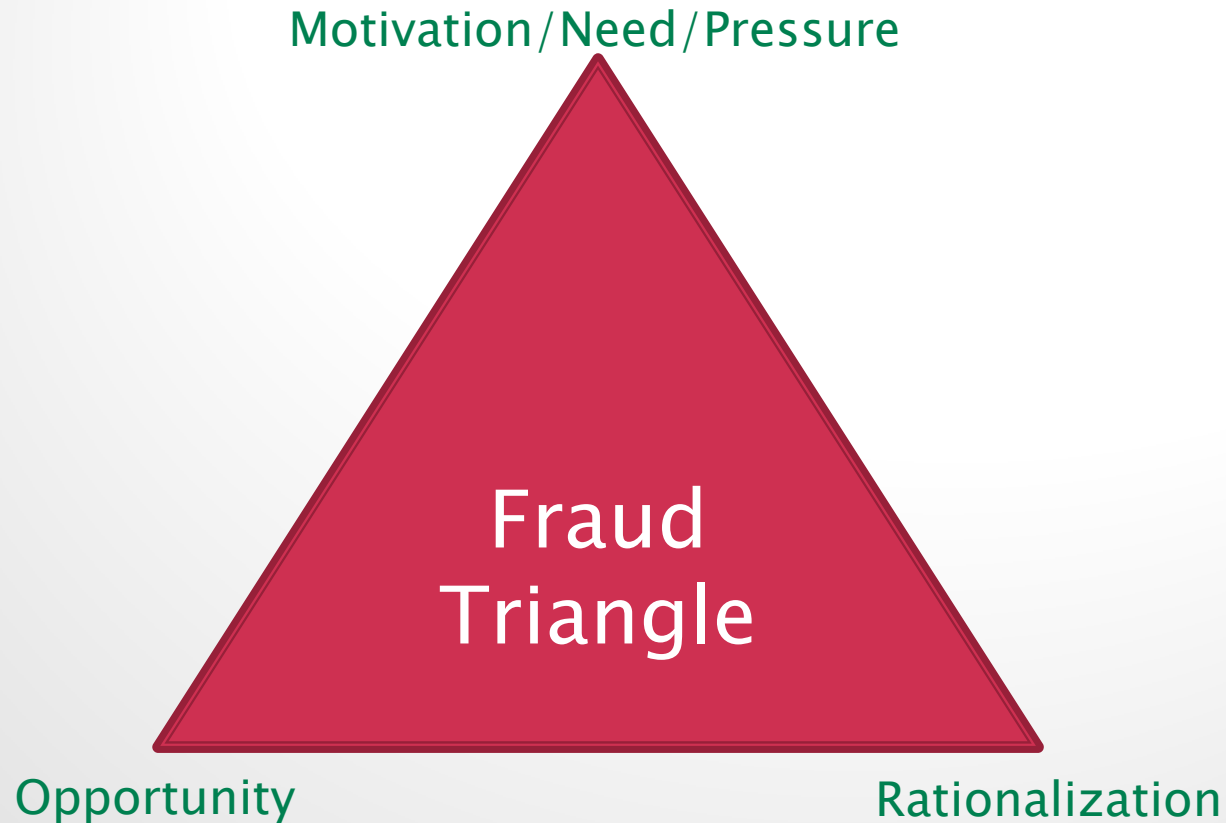 Motivation/Need/Pressure
Fraud
Triangle
Opportunity
Rationalization